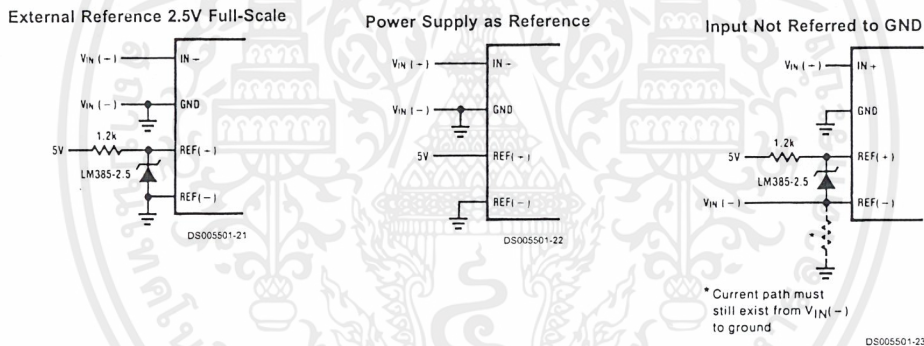 External Reference 2.5V Full-Scale
VIN (−)
IN −
VIN (−)
GND
1.2k
5V
REF(+)
LM385-2.5
REF(−)
DS005501-21
Power Supply as Reference
VIN (+)
IN −
VIN (−)
GND
5V
REF(+)
REF(−)
DS005501-22
Input Not Referred to GND
VIN (−)
IN +
GND
1.2k
5V
REF(+)
LM385-2.5
VIN (−)
REF(−)
*
* Current path must
still exist from VIN(−)
to ground